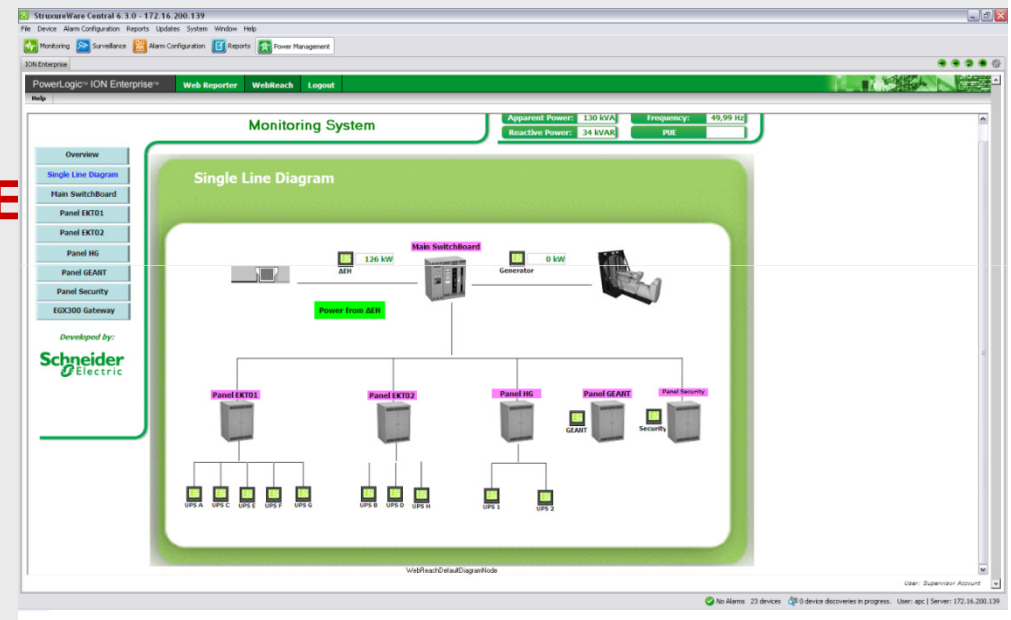 StruxureWare Central 6.3.0 - 172.16.200.139
File Device Alarm Configuration Reports Updates System Window Help
Monitoring Surveillance Alarm Configuration Reports Power Management
ION Enterprise
PowerLogic™ ION Enterprise™ Web Reporter WebReach Logout
Help
Monitoring System
Apparent Power: 130 kVA Frequency: 49,99 Hz
Reactive Power: 34 kVAR PUE
Overview
Single Line Diagram
Main SwitchBoard
Panel EKT01
Panel EKT02
Panel HG
Panel GEANT
Panel Security
EGX300 Gateway
Developed by:
Schneider
Electric
E
Single Line Diagram
Main SwitchBoard
126 kW
ΔEH
0 kW
Generator
Power from ΔEH
Panel EKT01
Panel EKT02
Panel HG
Panel GEANT
Panel Security
GEANT
Security
UPS A UPS C UPS E UPS F UPS G
UPS B UPS D UPS H
UPS 1 UPS 2
WebReachDefaultDiagramNode
User: Supervisor Account
No Alarms 23 devices 0 device discoveries in progress. User: apc | Server: 172.16.200.139